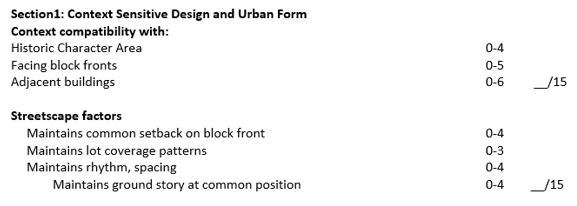 Section1: Context Sensitive Design and Urban Form
Context compatibility with:
Historic Character Area 0-4
Facing block fronts 0-5
Adjacent buildings 0-6 __/15
Streetscape factors
Maintains common setback on block front 0-4
Maintains lot coverage patterns 0-3
Maintains rhythm, spacing 0-4
Maintains ground story at common position 0-4 __/15